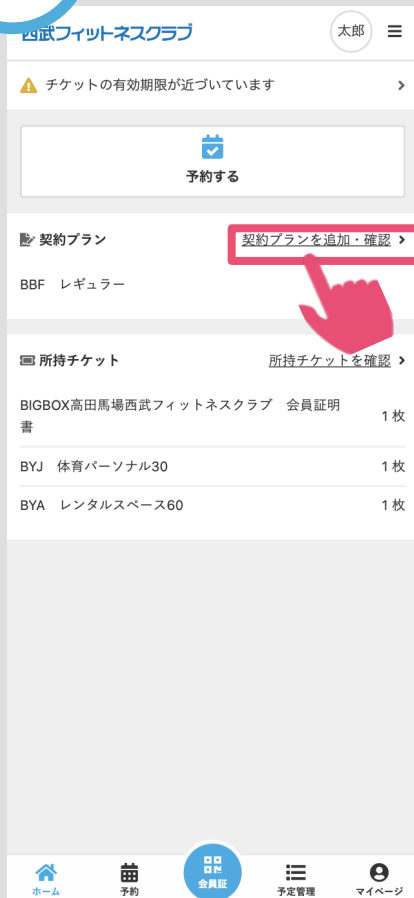 西武フィットネスクラブ
太郎
チケットの有効期限が近づいています
予約する
契約プラン
契約プランを追加・確認
BBF レギュラー
所持チケット
所持チケットを確認
BIGBOX高田馬場西武フィットネスクラブ 会員証明
書
1枚
BYJ 体育パーソナル30
1枚
BYA レンタルスペース60
1枚
ホーム
予約
会員証
予定管理
マイページ